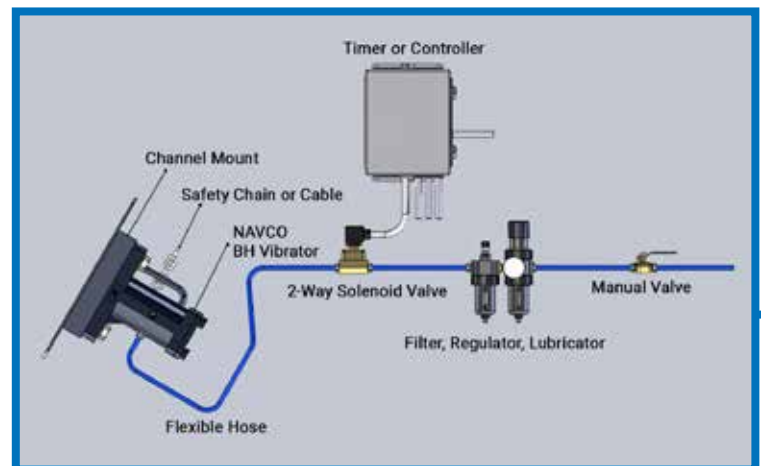 Timer or Controller
Channel Mount
Safety Chain or Cable
NAVCO
BH Vibrator
2-Way Solenoid Valve
Manual Valve
Filter, Regulator, Lubricator
Flexible Hose